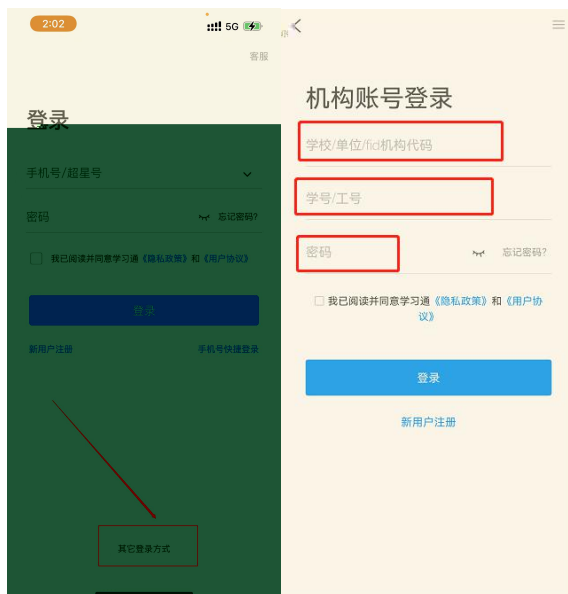 2:02
5G
客服
登录
手机号/超星号
密码
忘记密码?
我已阅读并同意学习通《隐私政策》和《用户协议》
登录
新用户注册
手机号快捷登录
其它登录方式
机构账号登录
学校/单位/fid机构代码
学号/工号
密码
忘记密码?
我已阅读并同意学习通《隐私政策》和《用户协
议》
登录
新用户注册